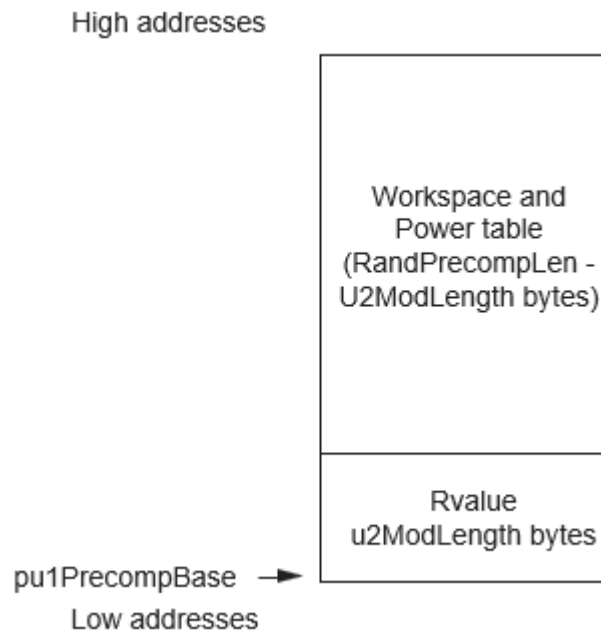 High addresses
Workspace and
Power table
(RandPrecompLen -
U2ModLength bytes)
Rvalue
u2ModLength bytes
pu1PrecompBase
Low addresses